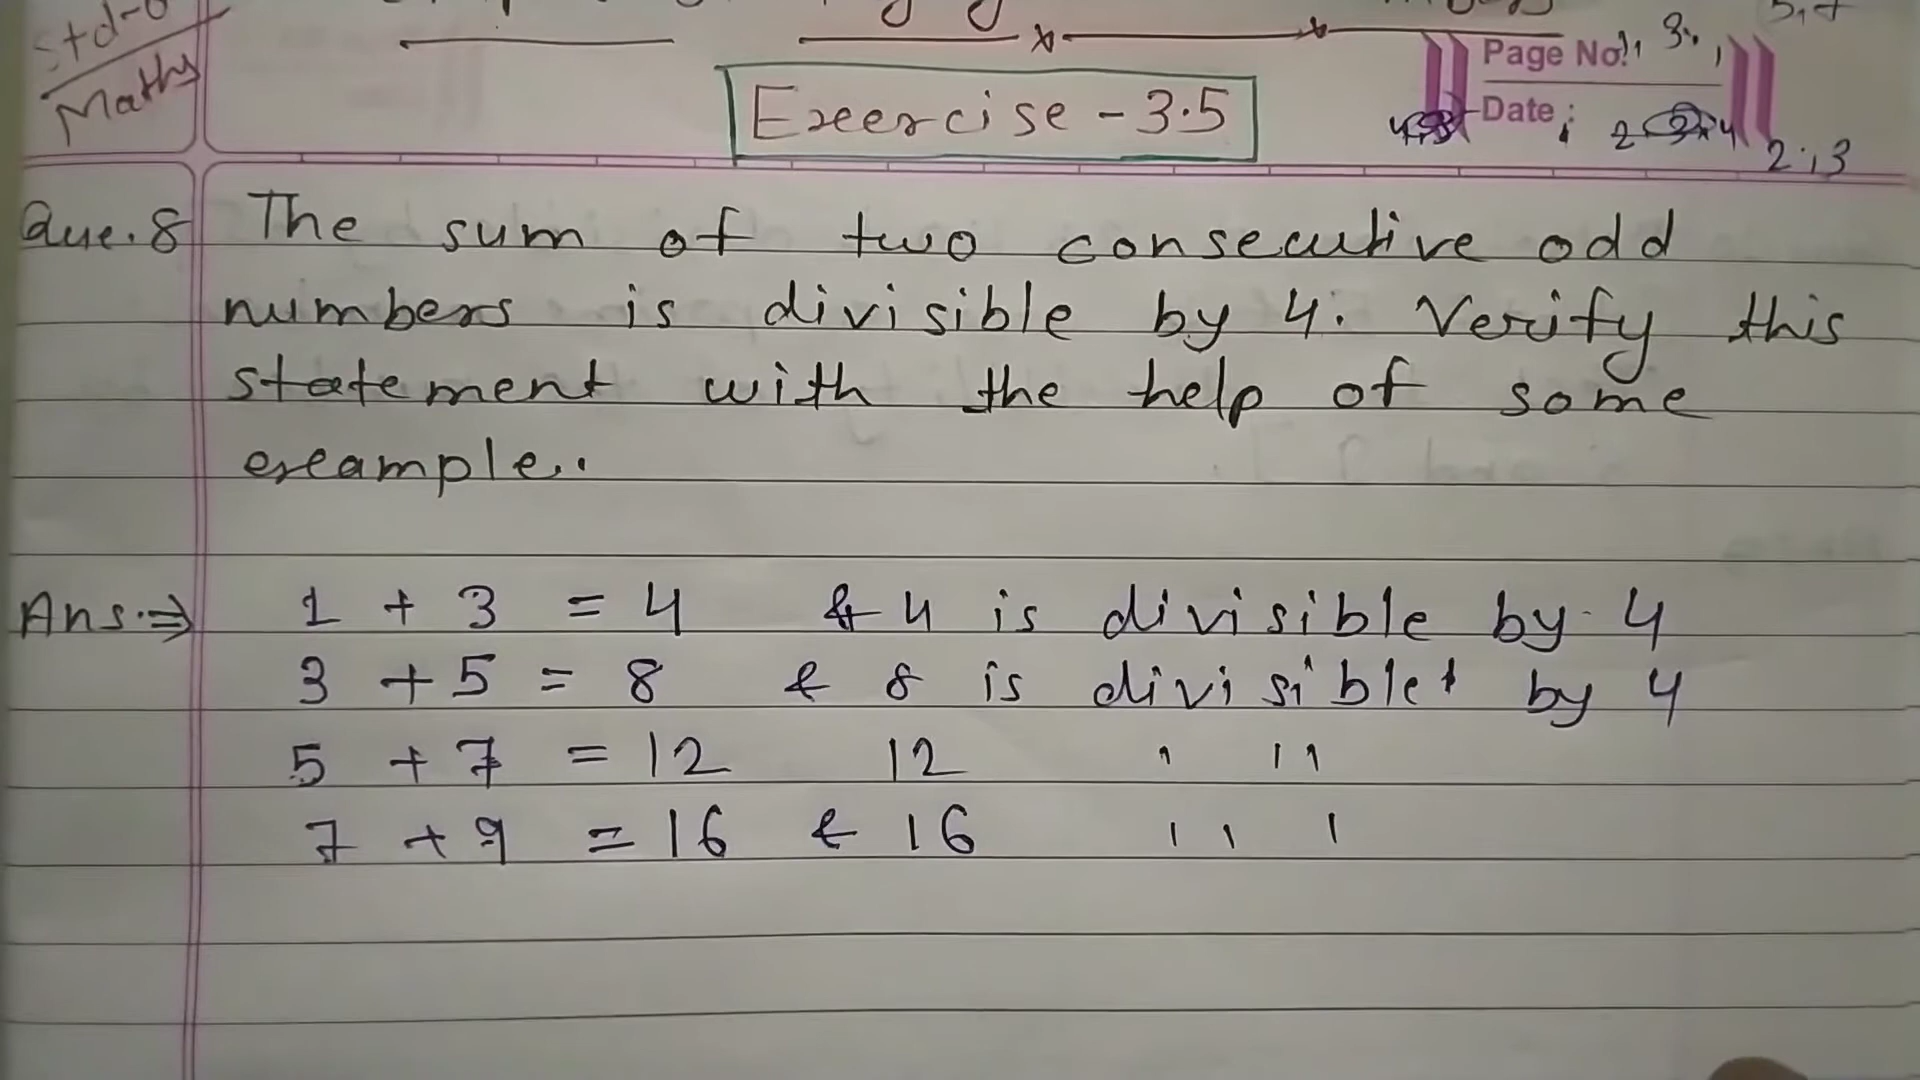 Maths
Page No.
Exercise - 3.5
Date :
2.,3
Que. 8 The sum of two consecutive odd
numbers is divisible by 4. Verify this
statement with the help of some
example..
Ans.⇒ 1 + 3 = 4 & 4 is divisible by 4
3 + 5 = 8 & 8 is divisible by 4
5 + 7 = 12 12 ' ' '
7 + 9 = 16 & 16 ' ' '